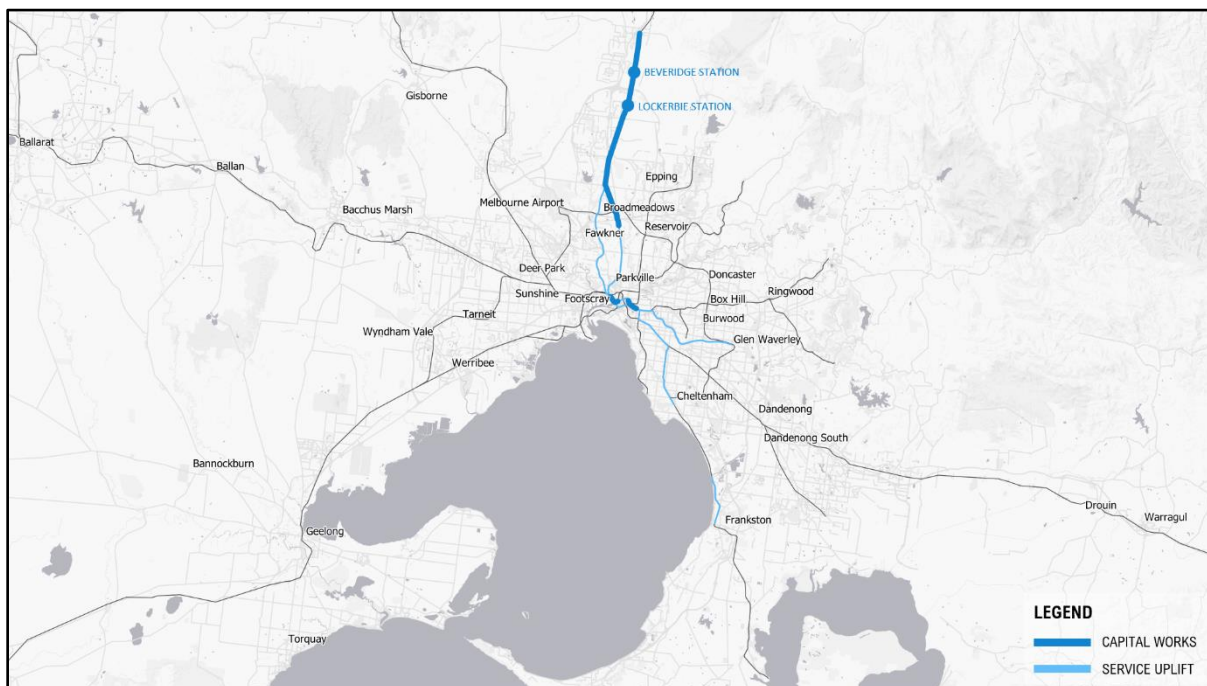 BEVERIDGE STATION
Gisborne
LOCKERBIE STATION
Ballarat
Ballan
Epping
Bacchus Marsh
Melbourne Airport
Broadmeadows
Fawkner
Reservoir
Deer Park
Parkville
Doncaster
Sunshine
Footscray
Box Hill
Ringwood
Tarneit
Burwood
Wyndham Vale
Glen Waverley
Werribee
Cheltenham
Dandenong
Dandenong South
Bannockburn
Drouin
Warragul
Frankston
Geelong
Torquay
LEGEND
CAPITAL WORKS
SERVICE UPLIFT